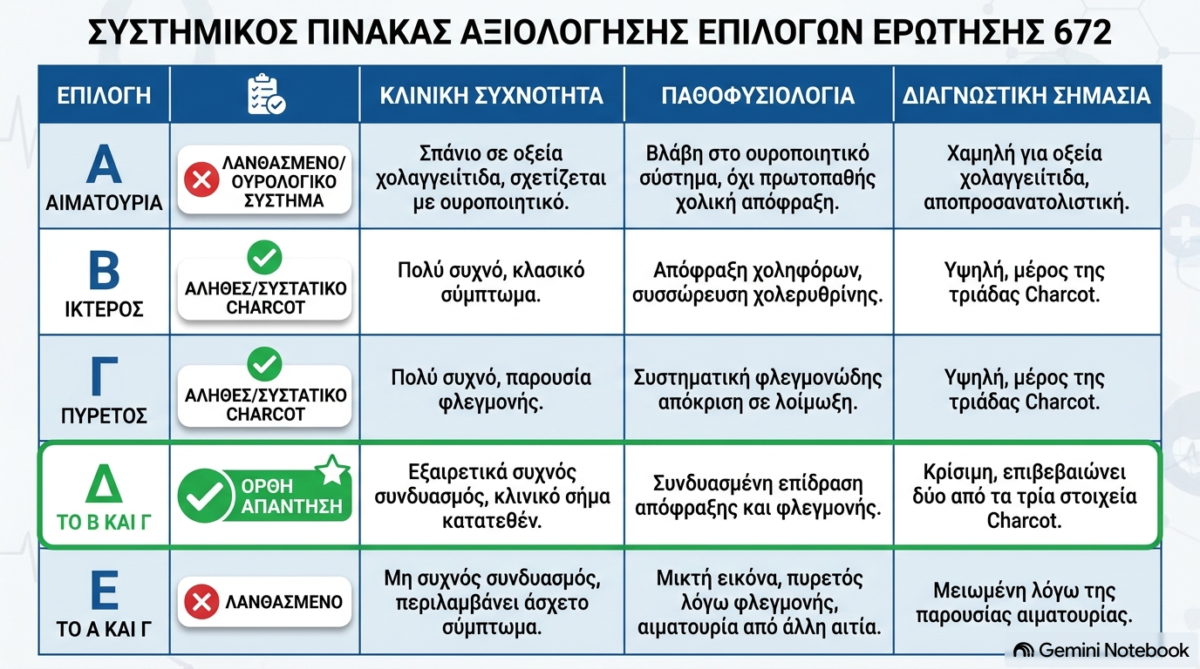 ΣΥΣΤΗΜΙΚΟΣ ΠΙΝΑΚΑΣ ΑΞΙΟΛΟΓΗΣΗΣ ΕΠΙΛΟΓΩΝ ΕΡΩΤΗΣΗΣ 672
ΕΠΙΛΟΓΗ
ΚΛΙΝΙΚΗ ΣΥΧΝΟΤΗΤΑ
ΠΑΘΟΦΥΣΙΟΛΟΓΙΑ
ΔΙΑΓΝΩΣΤΙΚΗ ΣΗΜΑΣΙΑ
Α
ΑΙΜΑΤΟΥΡΙΑ
ΛΑΝΘΑΣΜΕΝΟ/
ΟΥΡΟΛΟΓΙΚΟ
ΣΥΣΤΗΜΑ
Σπάνιο σε οξεία
χολαγγειίτιδα, σχετίζεται
με ουροποιητικό.
Βλάβη στο ουροποιητικό
σύστημα, όχι πρωτοπαθής
χολική απόφραξη.
Χαμηλή για οξεία
χολαγγειίτιδα,
αποπροσανατολιστική.
Β
ΙΚΤΕΡΟΣ
ΑΛΗΘΕΣ/ΣΥΣΤΑΤΙΚΟ
CHARCOT
Πολύ συχνό, κλασικό
σύμπτωμα.
Απόφραξη χοληφόρων,
συσσώρευση χολερυθρίνης.
Υψηλή, μέρος της
τριάδας Charcot.
Γ
ΠΥΡΕΤΟΣ
ΑΛΗΘΕΣ/ΣΥΣΤΑΤΙΚΟ
CHARCOT
Πολύ συχνό, παρουσία
φλεγμονής.
Συστηματική φλεγμονώδης
απόκριση σε λοίμωξη.
Υψηλή, μέρος της
τριάδας Charcot.
Δ
ΤΟ Β ΚΑΙ Γ
ΟΡΘΗ
ΑΠΑΝΤΗΣΗ
Εξαιρετικά συχνός
συνδυασμός, κλινικό σήμα
κατατεθέν.
Συνδυασμένη επίδραση
απόφραξης και φλεγμονής.
Κρίσιμη, επιβεβαιώνει
δύο από τα τρία στοιχεία
Charcot.
Ε
ΤΟ Α ΚΑΙ Γ
ΛΑΝΘΑΣΜΕΝΟ
Μη συχνός συνδυασμός,
περιλαμβάνει άσχετο
σύμπτωμα.
Μικτή εικόνα, πυρετός
λόγω φλεγμονής,
αιματουρία από άλλη αιτία.
Μειωμένη λόγω της
παρουσίας αιματουρίας.
Gemini Notebook